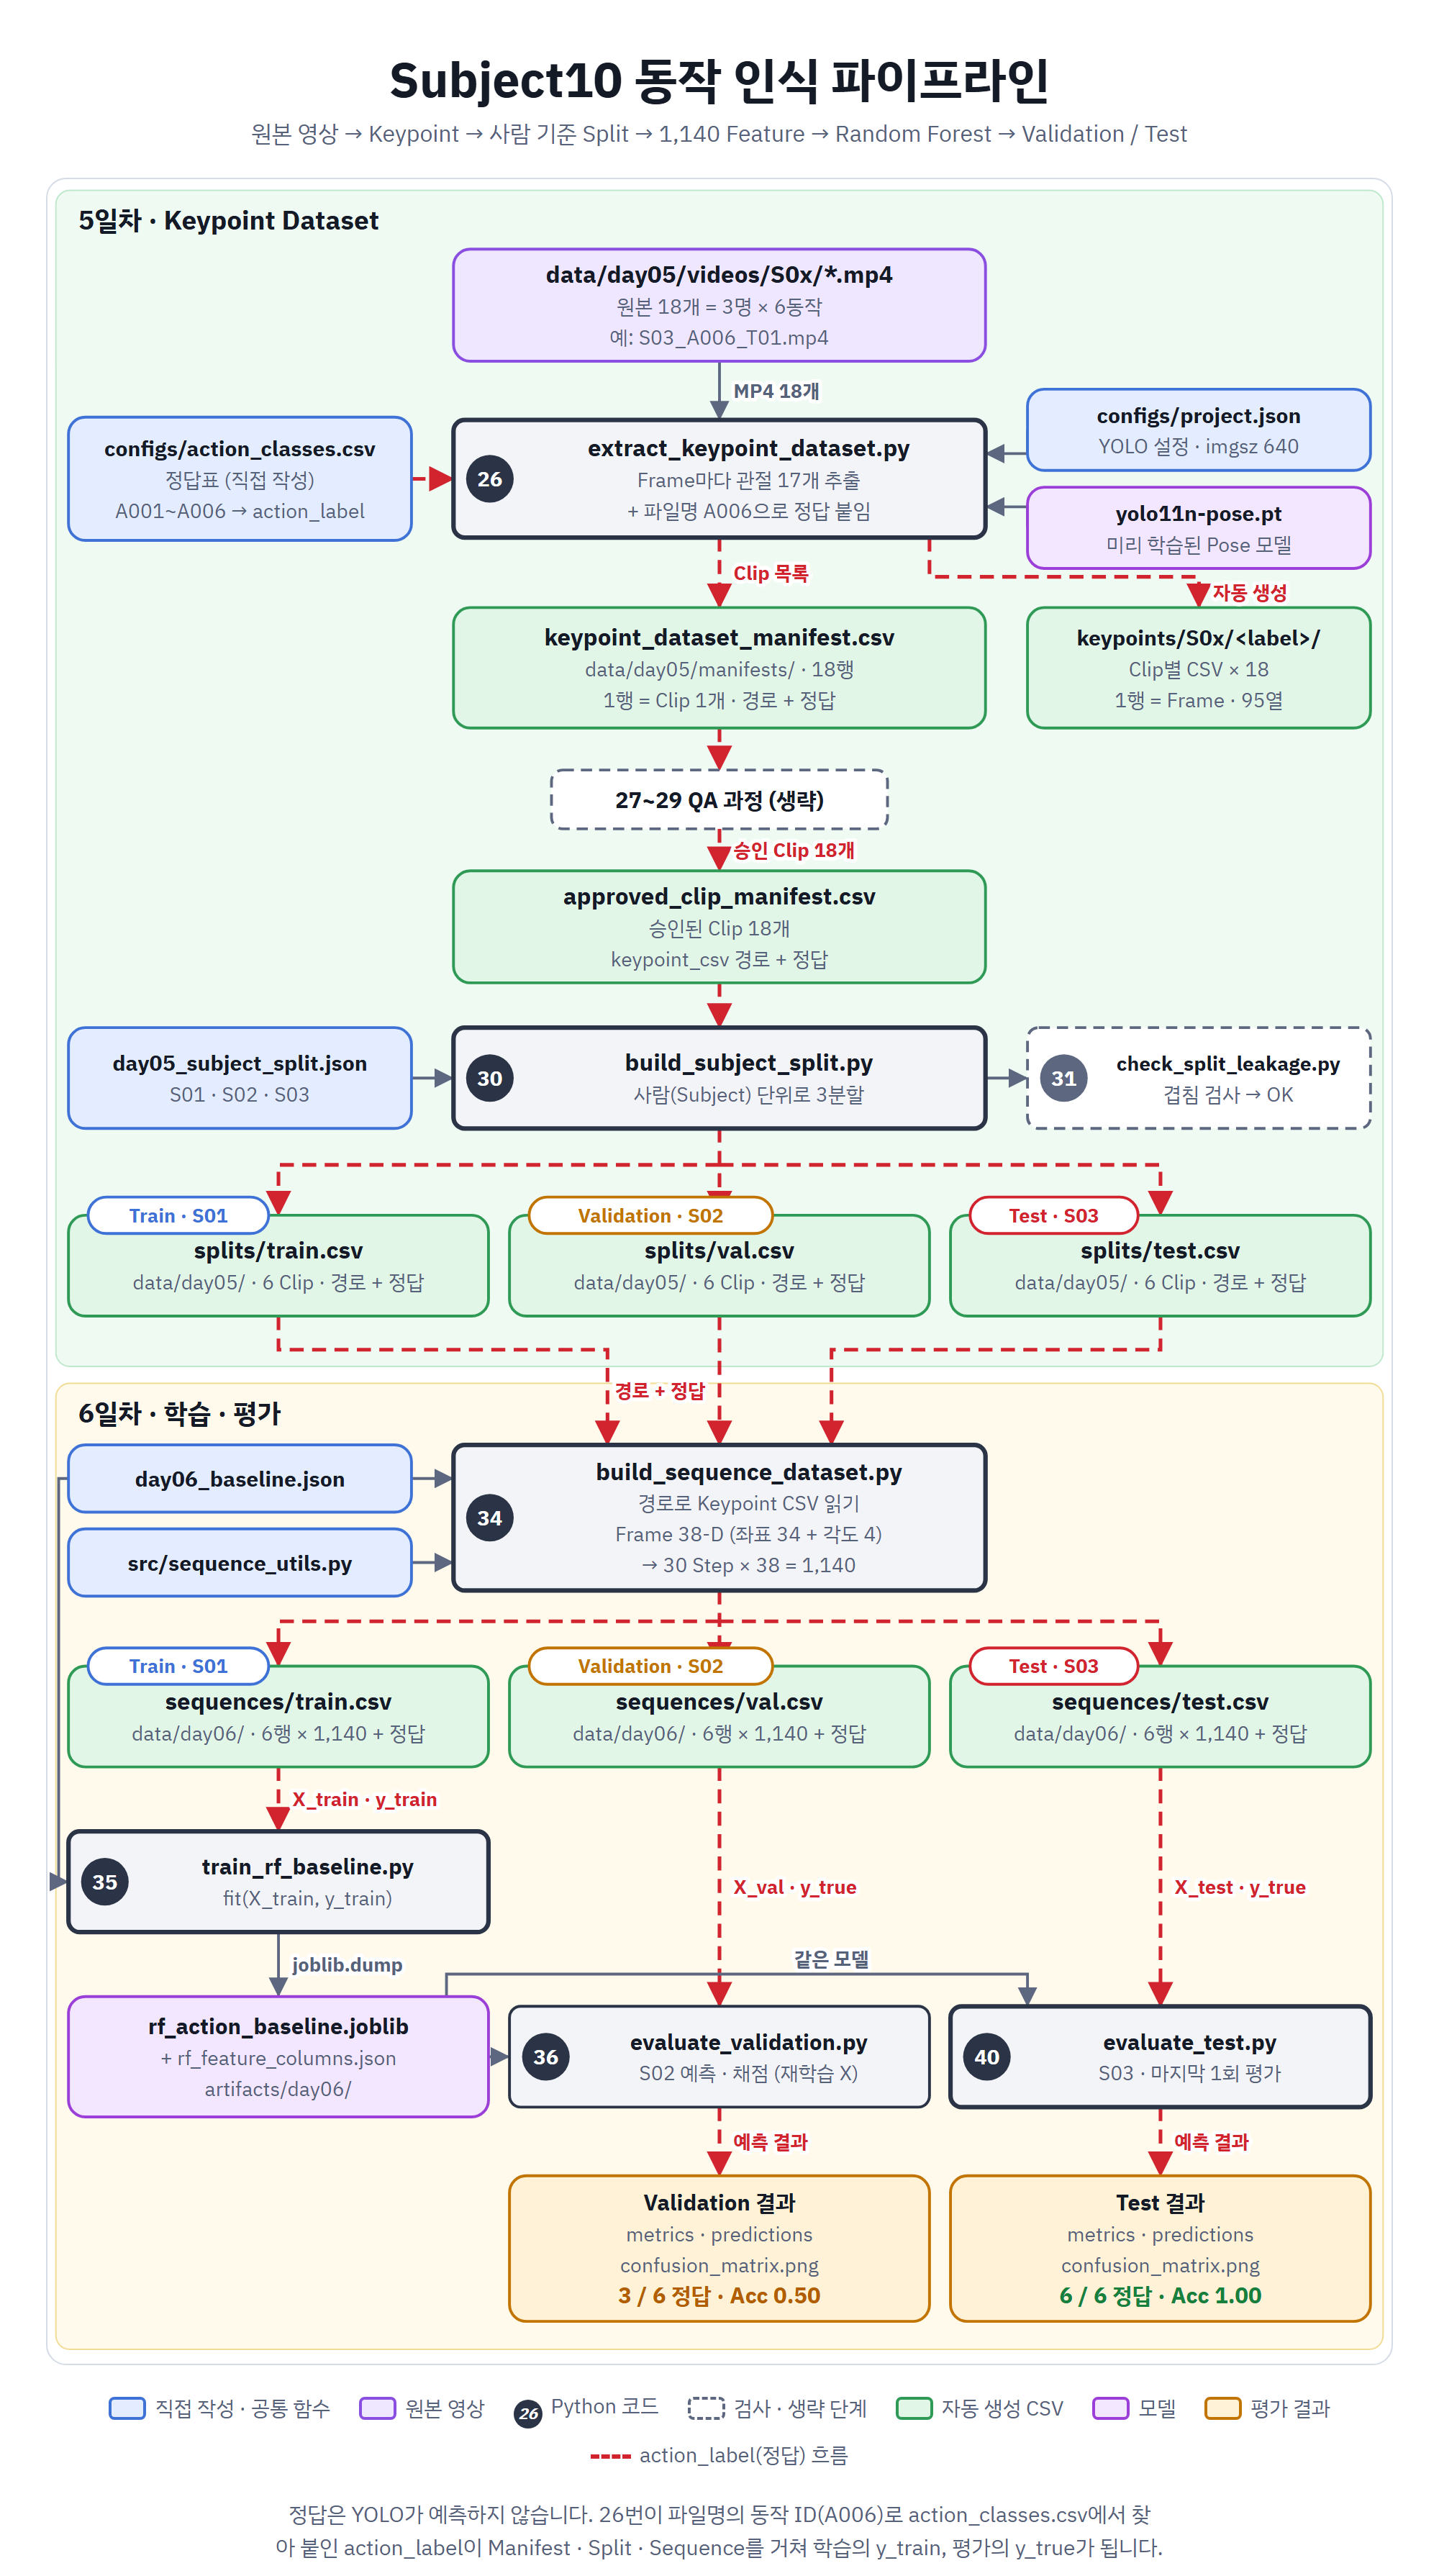 Subject10 동작 인식 파이프라인
원본 영상 → Keypoint → 사람 기준 Split → 1,140 Feature → Random Forest → Validation / Test
5일차 · Keypoint Dataset
data/day05/videos/S0x/*.mp4
원본 18개 = 3명 × 6동작
예: S03_A006_T01.mp4
MP4 18개
configs/action_classes.csv
정답표 (직접 작성)
A001~A006 → action_label
26
extract_keypoint_dataset.py
Frame마다 관절 17개 추출
+ 파일명 A006으로 정답 붙임
configs/project.json
YOLO 설정 · imgsz 640
yolo11n-pose.pt
미리 학습된 Pose 모델
Clip 목록
자동 생성
keypoint_dataset_manifest.csv
data/day05/manifests/ · 18행
1행 = Clip 1개 · 경로 + 정답
keypoints/S0x/<label>/
Clip별 CSV × 18
1행 = Frame · 95열
27~29 QA 과정 (생략)
승인 Clip 18개
approved_clip_manifest.csv
승인된 Clip 18개
keypoint_csv 경로 + 정답
day05_subject_split.json
S01 · S02 · S03
30
build_subject_split.py
사람(Subject) 단위로 3분할
31
check_split_leakage.py
겹침 검사 → OK
Train · S01
splits/train.csv
data/day05/ · 6 Clip · 경로 + 정답
Validation · S02
splits/val.csv
data/day05/ · 6 Clip · 경로 + 정답
Test · S03
splits/test.csv
data/day05/ · 6 Clip · 경로 + 정답
경로 + 정답
6일차 · 학습 · 평가
day06_baseline.json
src/sequence_utils.py
34
build_sequence_dataset.py
경로로 Keypoint CSV 읽기
Frame 38-D (좌표 34 + 각도 4)
→ 30 Step × 38 = 1,140
Train · S01
sequences/train.csv
data/day06/ · 6행 × 1,140 + 정답
Validation · S02
sequences/val.csv
data/day06/ · 6행 × 1,140 + 정답
Test · S03
sequences/test.csv
data/day06/ · 6행 × 1,140 + 정답
X_train · y_train
35
train_rf_baseline.py
fit(X_train, y_train)
X_val · y_true
X_test · y_true
joblib.dump
같은 모델
rf_action_baseline.joblib
+ rf_feature_columns.json
artifacts/day06/
36
evaluate_validation.py
S02 예측 · 채점 (재학습 X)
40
evaluate_test.py
S03 · 마지막 1회 평가
예측 결과
예측 결과
Validation 결과
metrics · predictions
confusion_matrix.png
3 / 6 정답 · Acc 0.50
Test 결과
metrics · predictions
confusion_matrix.png
6 / 6 정답 · Acc 1.00
직접 작성 · 공통 함수
원본 영상
26 Python 코드
검사 · 생략 단계
자동 생성 CSV
모델
평가 결과
action_label(정답) 흐름
정답은 YOLO가 예측하지 않습니다. 26번이 파일명의 동작 ID(A006)로 action_classes.csv에서 찾
아 붙인 action_label이 Manifest · Split · Sequence를 거쳐 학습의 y_train, 평가의 y_true가 됩니다.